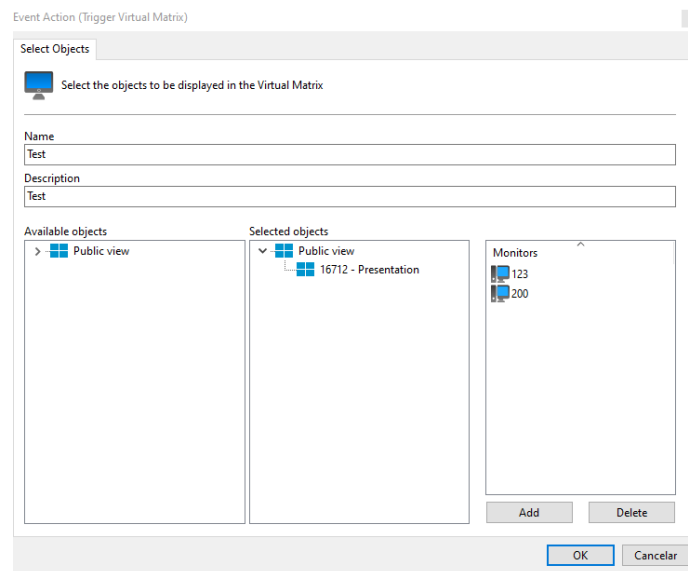 Event Action (Trigger Virtual Matrix)
Select Objects
Select the objects to be displayed in the Virtual Matrix
Name
Test
Description
Test
Available objects
Public view
Selected objects
Public view
16712 - Presentation
Monitors
123
200
Add
Delete
OK
Cancelar